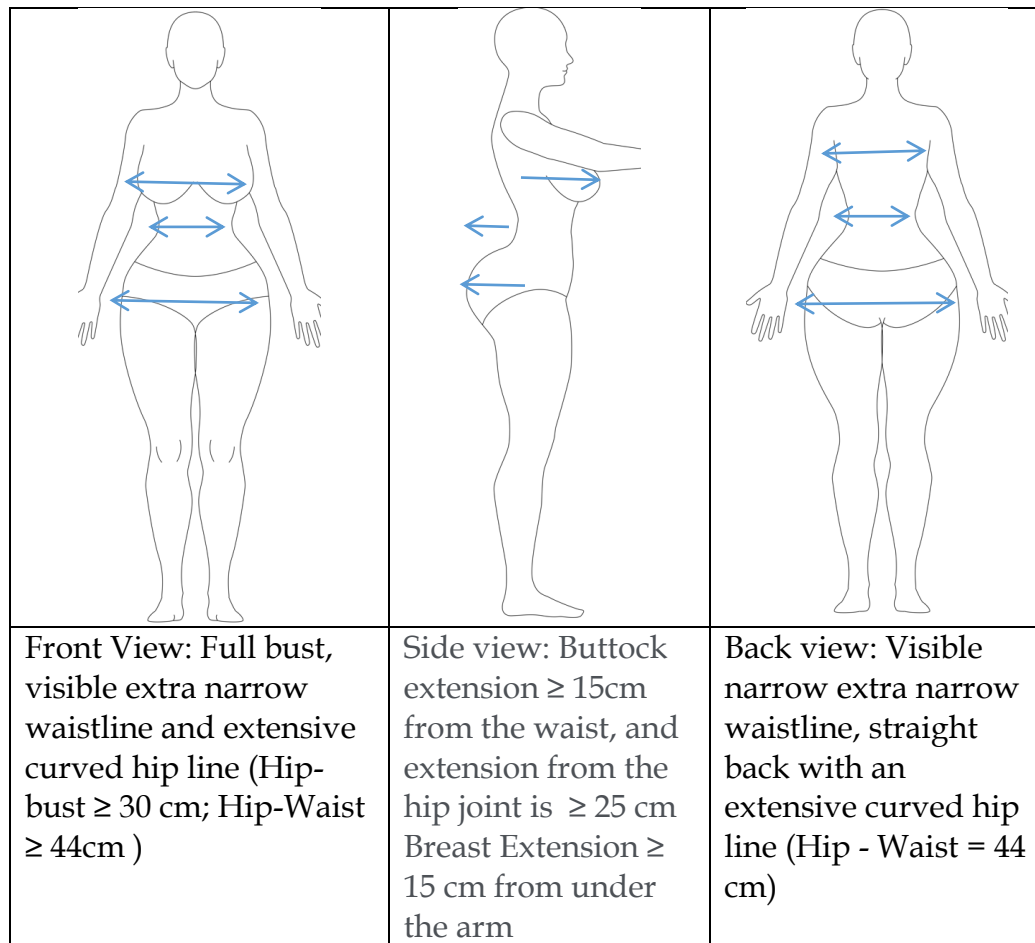 Front View: Full bust,
visible extra narrow
waistline and extensive
curved hip line (Hip-
bust ≥ 30 cm; Hip-Waist
≥ 44cm )
Side view: Buttock
extension ≥ 15cm
from the waist, and
extension from the
hip joint is  ≥ 25 cm
Breast Extension ≥
15 cm from under
the arm
Back view: Visible
narrow extra narrow
waistline, straight
back with an
extensive curved hip
line (Hip - Waist = 44
cm)